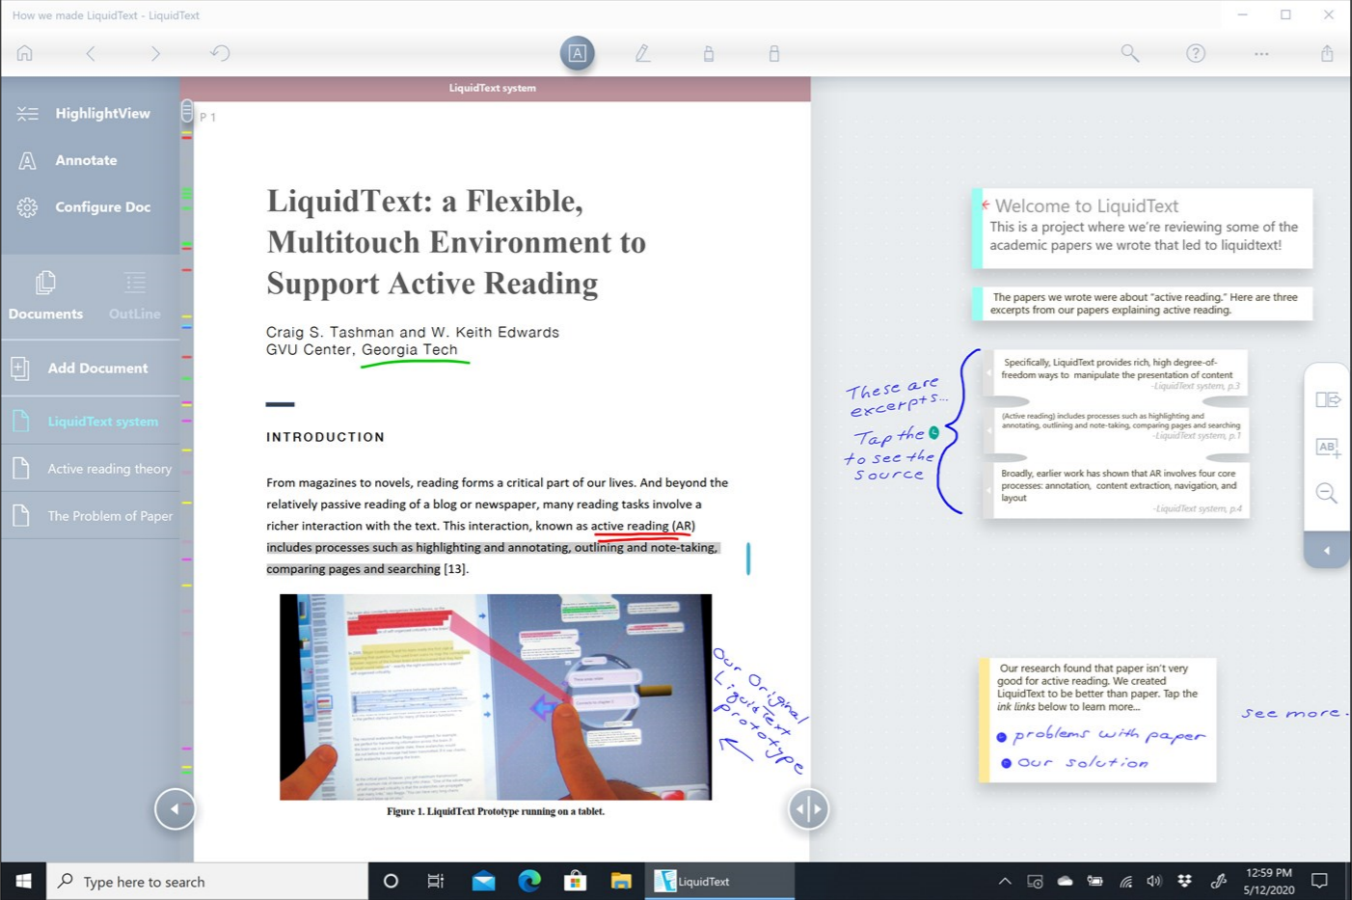 How we made LiquidText - LiquidText
HighlightView
Annotate
Configure Doc
Documents
OutLine
Add Document
LiquidText system
Active reading theory
The Problem of Paper
LiquidText system
P 1
LiquidText: a Flexible,
Multitouch Environment to
Support Active Reading
Craig S. Tashman and W. Keith Edwards
GVU Center, Georgia Tech
INTRODUCTION
From magazines to novels, reading forms a critical part of our lives. And beyond the
relatively passive reading of a blog or newspaper, many reading tasks involve a
richer interaction with the text. This interaction, known as active reading (AR)
includes processes such as highlighting and annotating, outlining and note-taking,
comparing pages and searching [13].
Our Original
LiquidText
prototype
Figure 1. LiquidText Prototype running on a tablet.
Welcome to LiquidText
This is a project where we're reviewing some of the
academic papers we wrote that led to liquidtext!
The papers we wrote were about "active reading." Here are three
excerpts from our papers explaining active reading.
These are
excerpts...
Tap the
to see the
source
Specifically, LiquidText provides rich, high degree-of-
freedom ways to manipulate the presentation of content
-LiquidText system, p.3
(Active reading) includes processes such as highlighting and
annotating, outlining and note-taking, comparing pages and searching
-LiquidText system, p.1
Broadly, earlier work has shown that AR involves four core
processes: annotation, content extraction, navigation, and
layout
-LiquidText system, p.4
AB
Our research found that paper isn't very
good for active reading. We created
LiquidText to be better than paper. Tap the
ink links below to learn more...
problems with paper
our solution
see more.
Type here to search
LiquidText
12:59 PM
5/12/2020